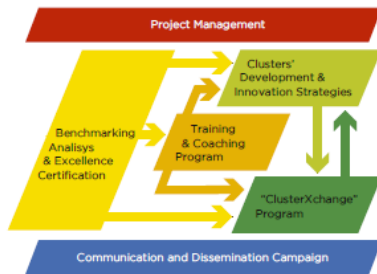 Project Management
Clusters'
Development &
Innovation Strategies
Benchmarking
Analisys
& Excellence
Certification
Training
& Coaching
Program
"ClusterXchange"
Program
Communication and Dissemination Campaign